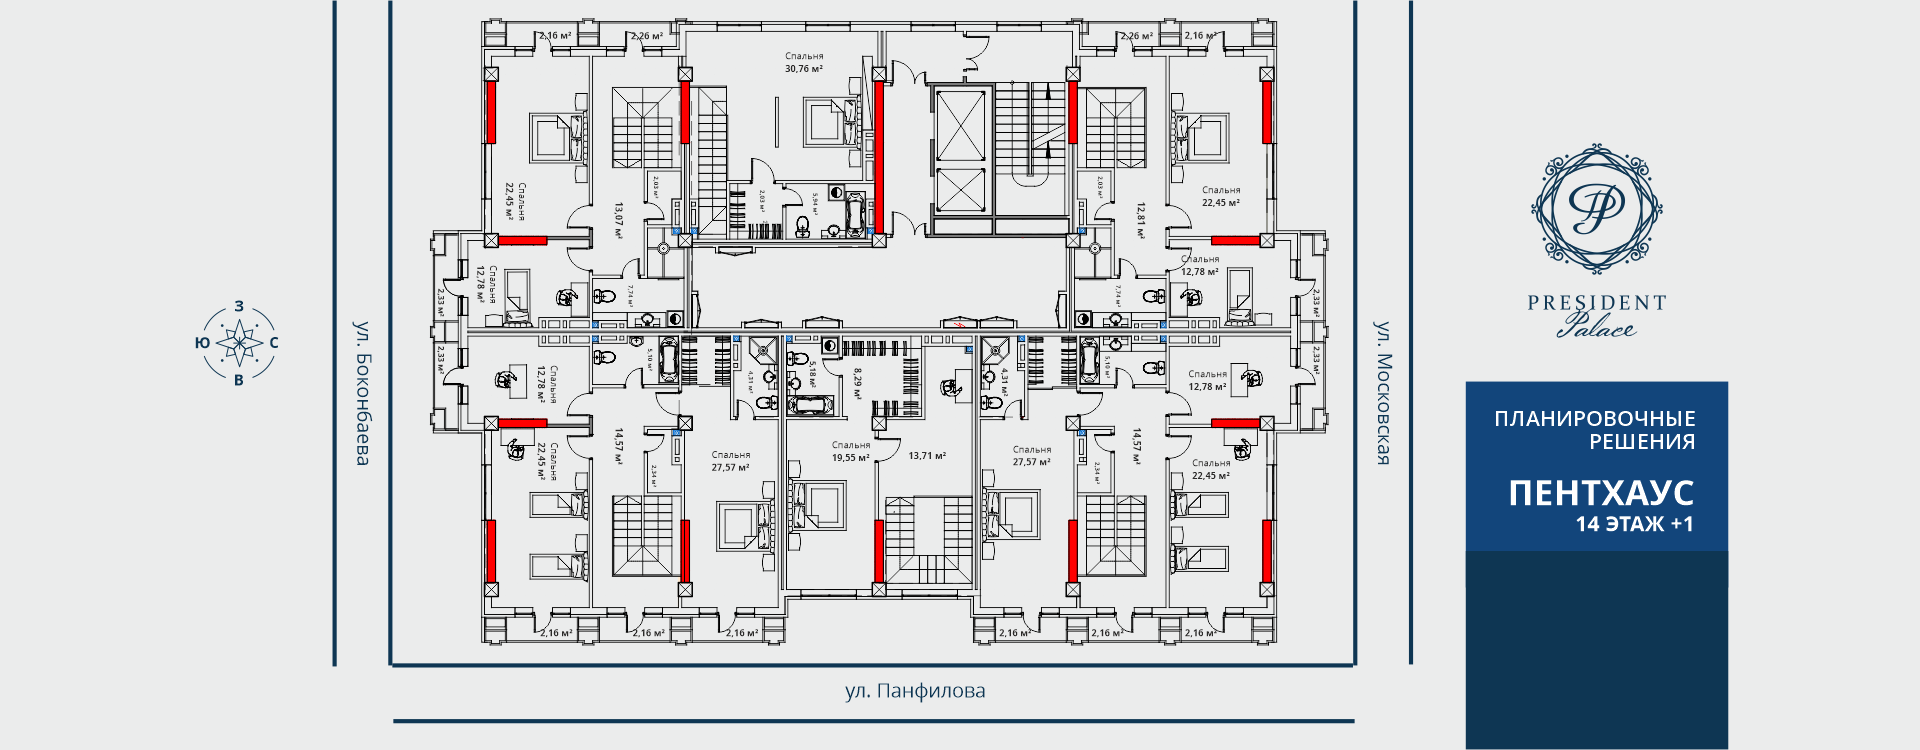 2,16 м²
2,26 м²
2,26 м²
2,16 м²
Спальня
30,76 м²
Спальня
22,45 м²
13,07 м²
2,03 м²
2,03 м²
5,94 м²
2,03 м²
12,81 м²
Спальня
22,45 м²
Спальня
12,78 м²
2,33 м²
7,74 м²
7,74 м²
Спальня
12,78 м²
2,33 м²
2,33 м²
Спальня
12,78 м²
5,10 м²
4,31 м²
5,18 м²
8,29 м²
4,31 м²
5,10 м²
Спальня
12,78 м²
2,33 м²
Спальня
22,45 м²
14,57 м²
2,34 м²
Спальня
27,57 м²
Спальня
19,55 м²
13,71 м²
Спальня
27,57 м²
2,34 м²
14,57 м²
Спальня
22,45 м²
2,16 м²
2,16 м²
2,16 м²
2,16 м²
2,16 м²
2,16 м²
З
Ю
С
В
ул. Боконбаева
ул. Московская
ул. Панфилова
P
PRESIDENT
Palace
ПЛАНИРОВОЧНЫЕ
РЕШЕНИЯ
ПЕНТХАУС
14 ЭТАЖ +1